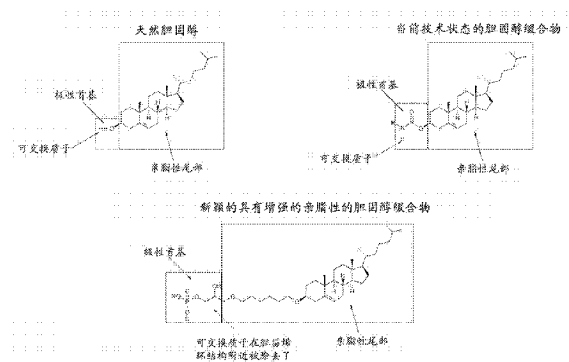 天然胆固醇
当前技术状态的胆固醇缀合物
极性首基
极性首基
可交换质子
亲脂性尾部
可交换质子
亲脂性尾部
新颖的具有增强的亲脂性的胆固醇缀合物
极性首基
可交换质子在胆甾烯
环结构附近被除去了
亲脂性尾部